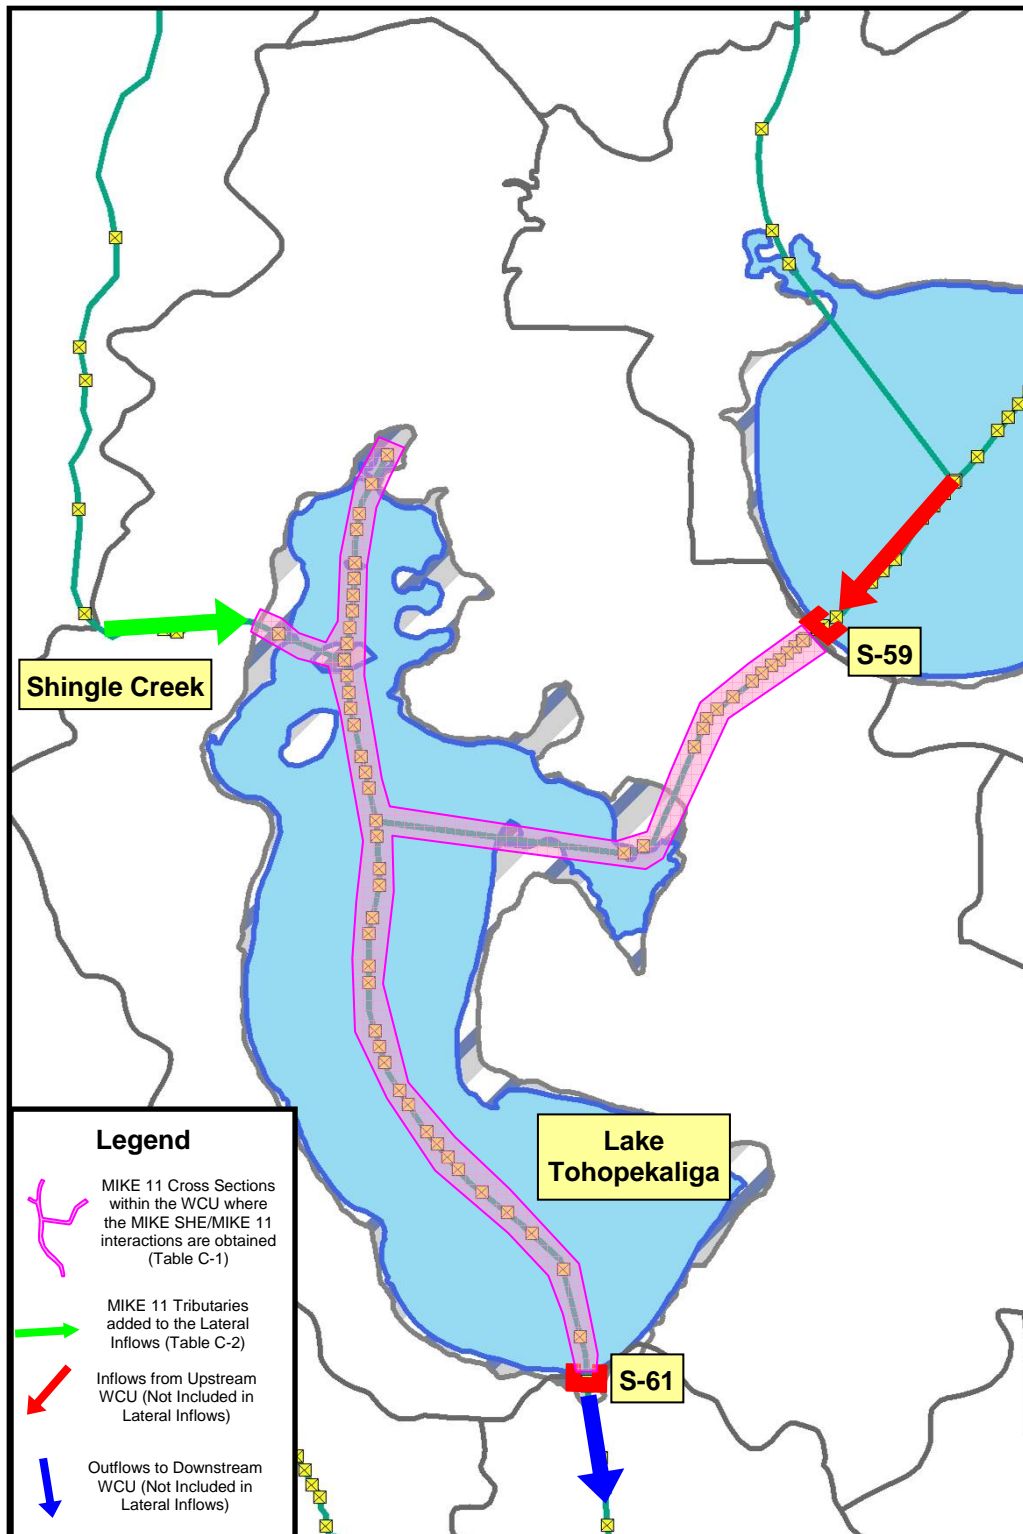 S-59
Shingle Creek
Lake
Tohopekaliga
S-61
Legend
MIKE 11 Cross Sections
within the WCU where
the MIKE SHE/MIKE 11
interactions are obtained
(Table C-1)
MIKE 11 Tributaries
added to the Lateral
Inflows (Table C-2)
Inflows from Upstream
WCU (Not Included in
Lateral Inflows)
Outflows to Downstream
WCU (Not Included in
Lateral Inflows)